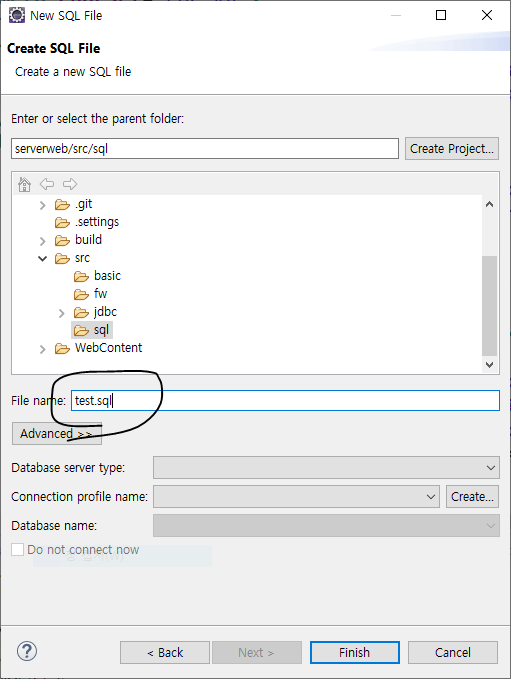 New SQL File
Create SQL File
Create a new SQL file
Enter or select the parent folder:
serverweb/src/sql
Create Project...
.git
.settings
build
src
basic
fw
jdbc
sql
WebContent
File name: test.sql
Advanced >>
Database server type:
Connection profile name: Create...
Database name:
Do not connect now
? < Back Next > Finish Cancel